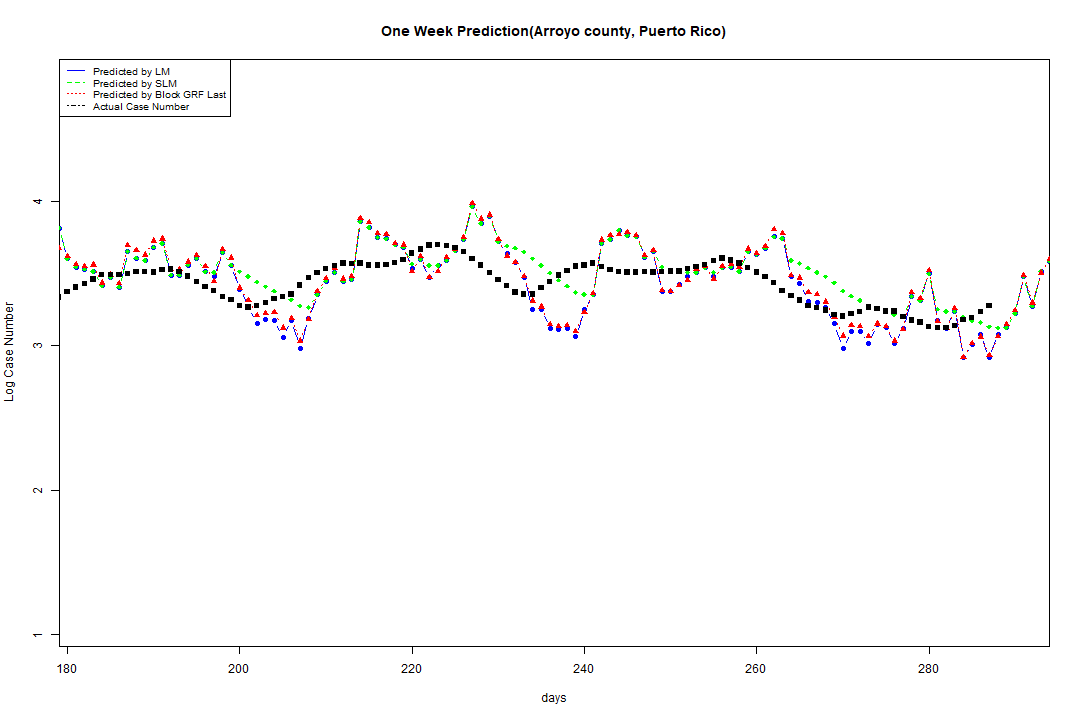 One Week Prediction(Arroyo county, Puerto Rico)
Predicted by LM
Predicted by SLM
Predicted by Block GRF Last
Actual Case Number
4
3
2
1
Log Case Number
180 200 220 240 260 280
days